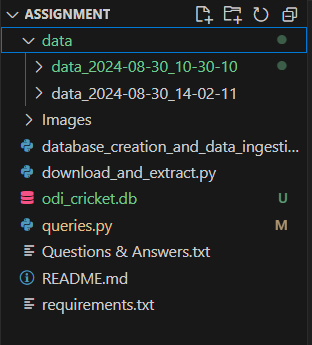 ASSIGNMENT
data
data_2024-08-30_10-30-10
data_2024-08-30_14-02-11
Images
database_creation_and_data_ingesti...
download_and_extract.py
odi_cricket.db U
queries.py M
Questions & Answers.txt
README.md
requirements.txt